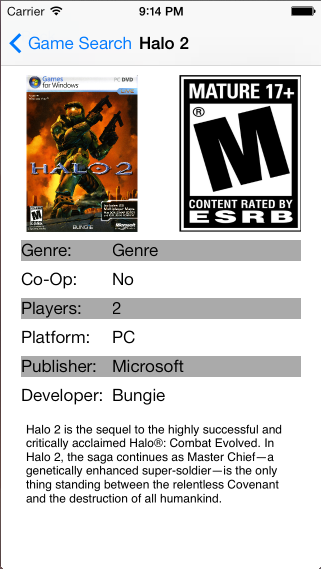 Carrier 9:14 PM
Game Search Halo 2
Games for Windows
PC DVD
HALO 2
M
BUNGIE
Microsoft
MATURE 17+
®
M
CONTENT RATED BY
ESRB
Genre: Genre
Co-Op: No
Players: 2
Platform: PC
Publisher: Microsoft
Developer: Bungie
Halo 2 is the sequel to the highly successful and
critically acclaimed Halo®: Combat Evolved. In
Halo 2, the saga continues as Master Chief—a
genetically enhanced super-soldier—is the only
thing standing between the relentless Covenant
and the destruction of all humankind.